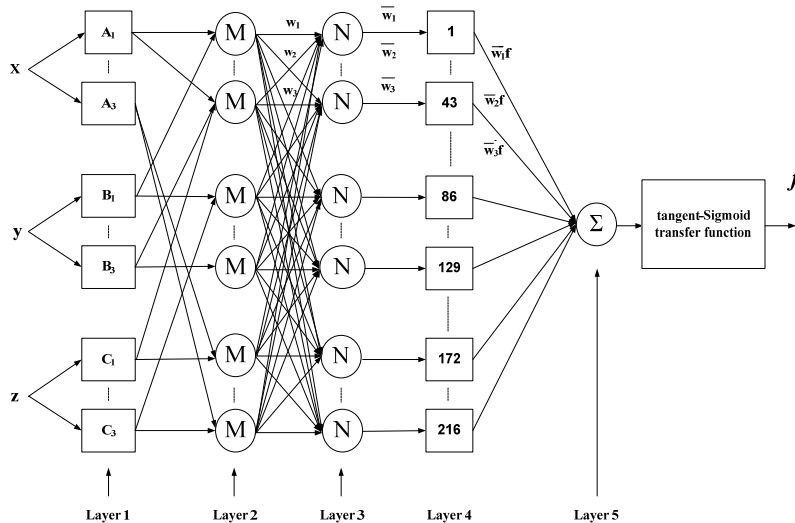 A1 M w1 N w̅1 1
x w2 w̅2 w̅1f
A3 M w3 N w̅3 43 w̅2f
w̅3f
B1 M N 86 f
y Σ tangent-Sigmoid
transfer function
B3 M N 129
C1 M N 172
z
C3 M N 216
Layer 1 Layer 2 Layer 3 Layer 4 Layer 5